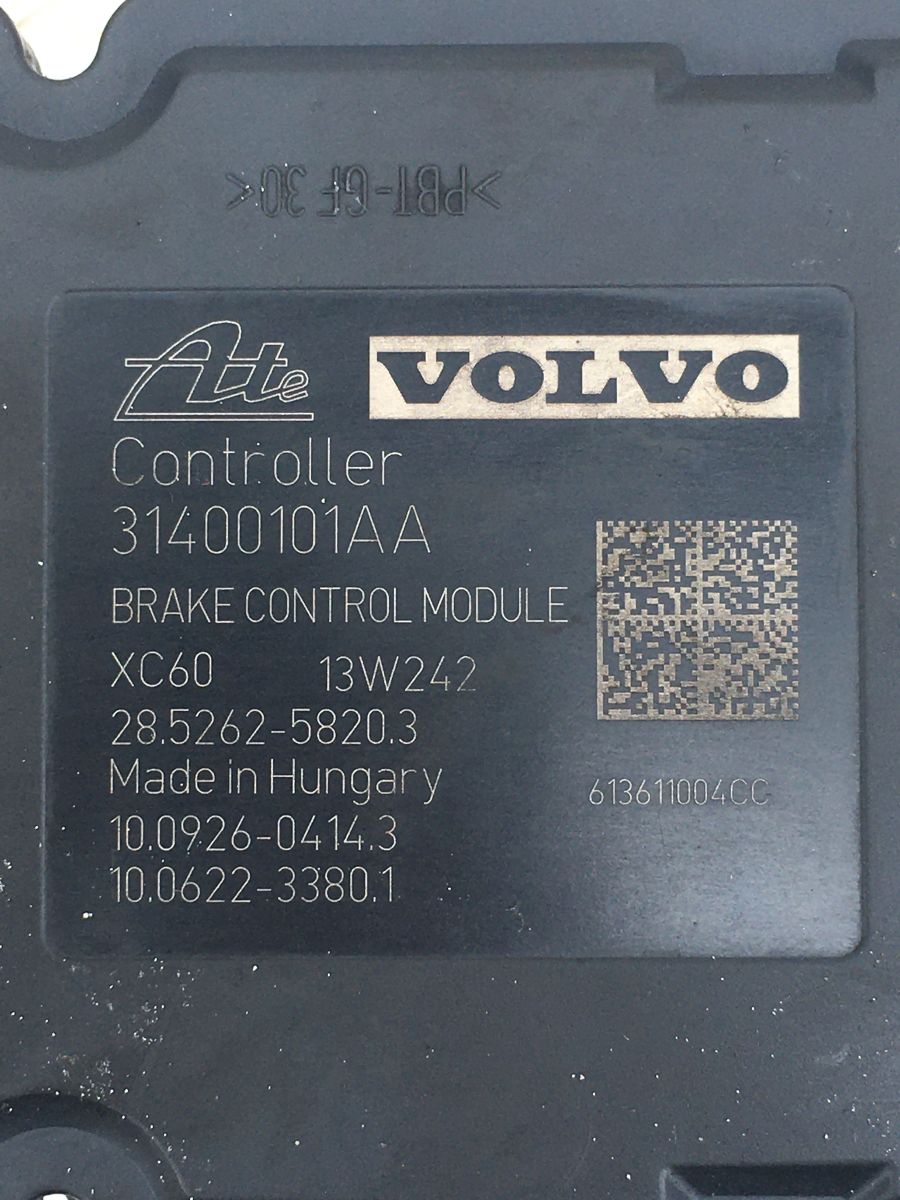 >PBT-GF 30<
Ate VOLVO
Controller
31400101AA
BRAKE CONTROL MODULE
XC60 13W242
28.5262-5820.3
Made in Hungary
613611004CC
10.0926-0414.3
10.0622-3380.1